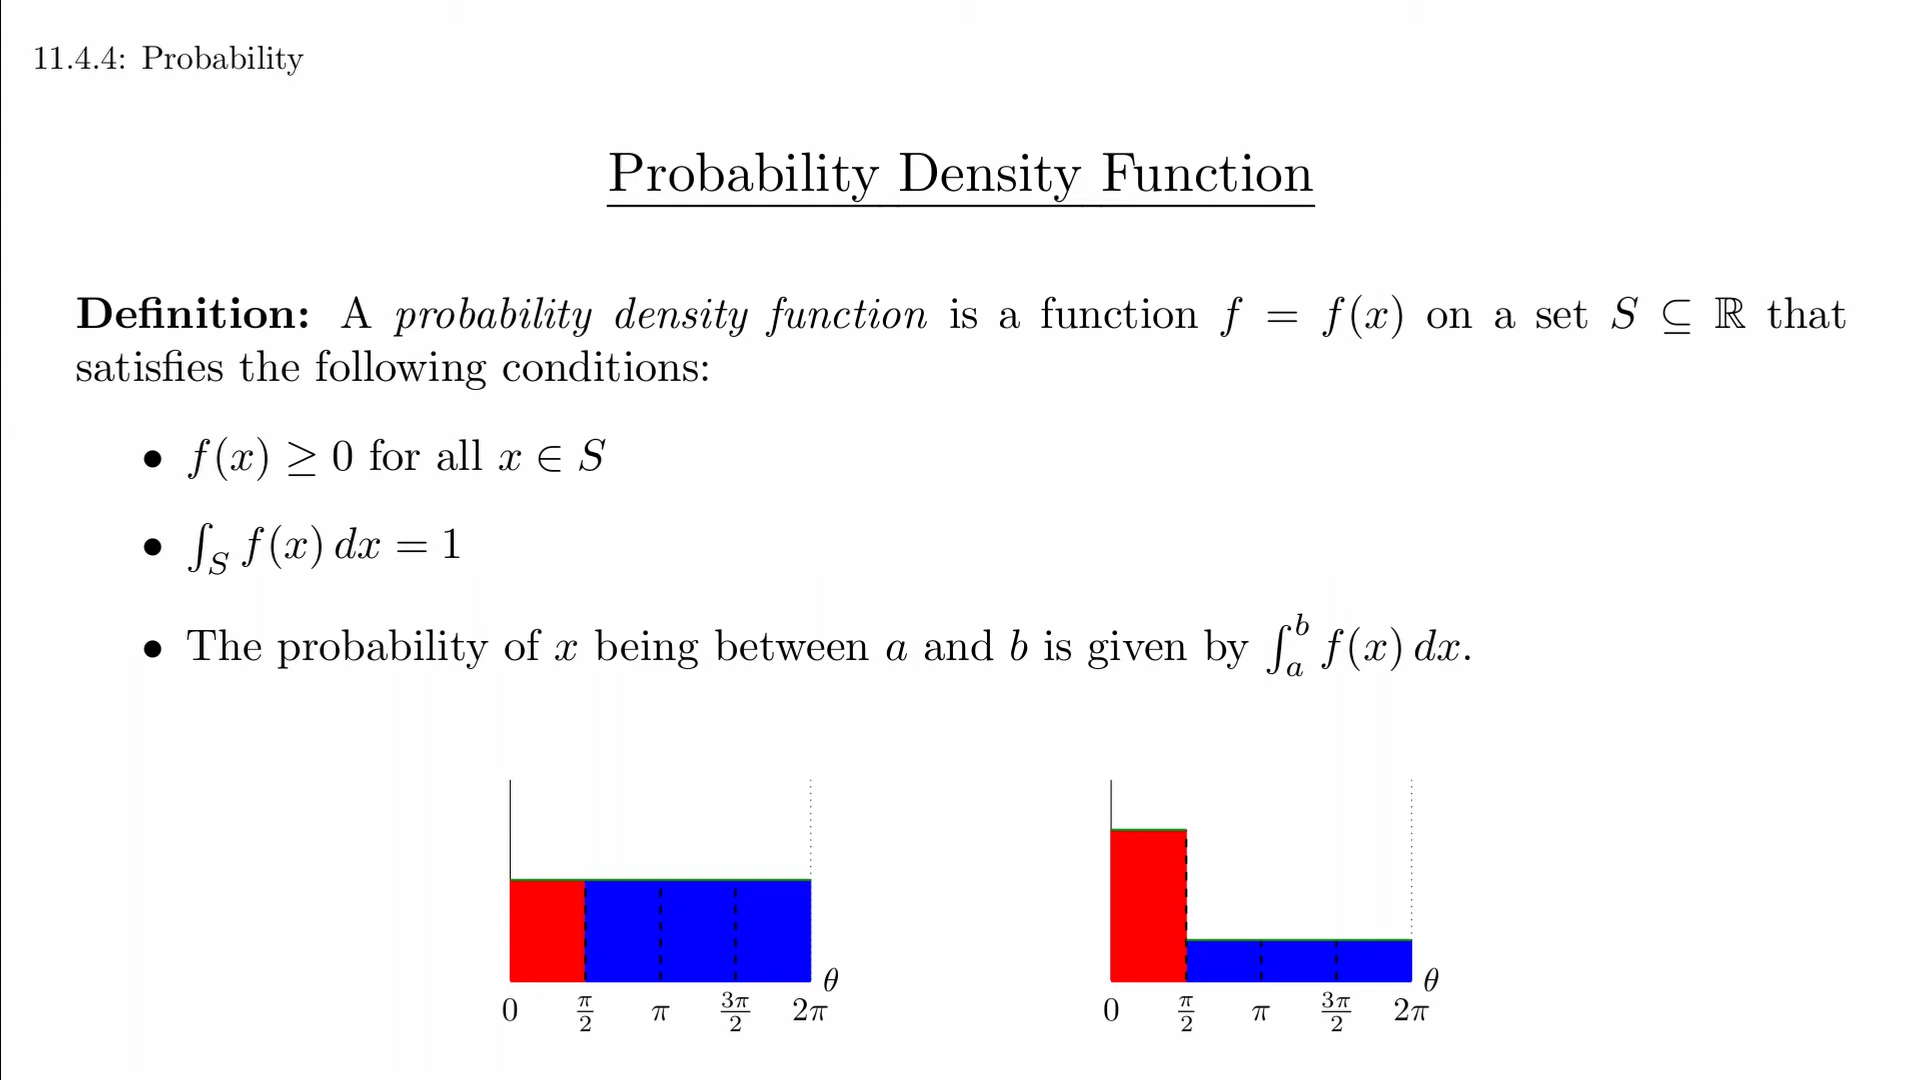 11.4.4: Probability
Probability Density Function
Definition: A probability density function is a function f = f(x) on a set S ⊆ ℝ that
satisfies the following conditions:
• f(x) ≥ 0 for all x ∈ S
• ∫_S f(x) dx = 1
• The probability of x being between a and b is given by ∫_a^b f(x) dx.
0 π/2 π 3π/2 2π θ
0 π/2 π 3π/2 2π θ